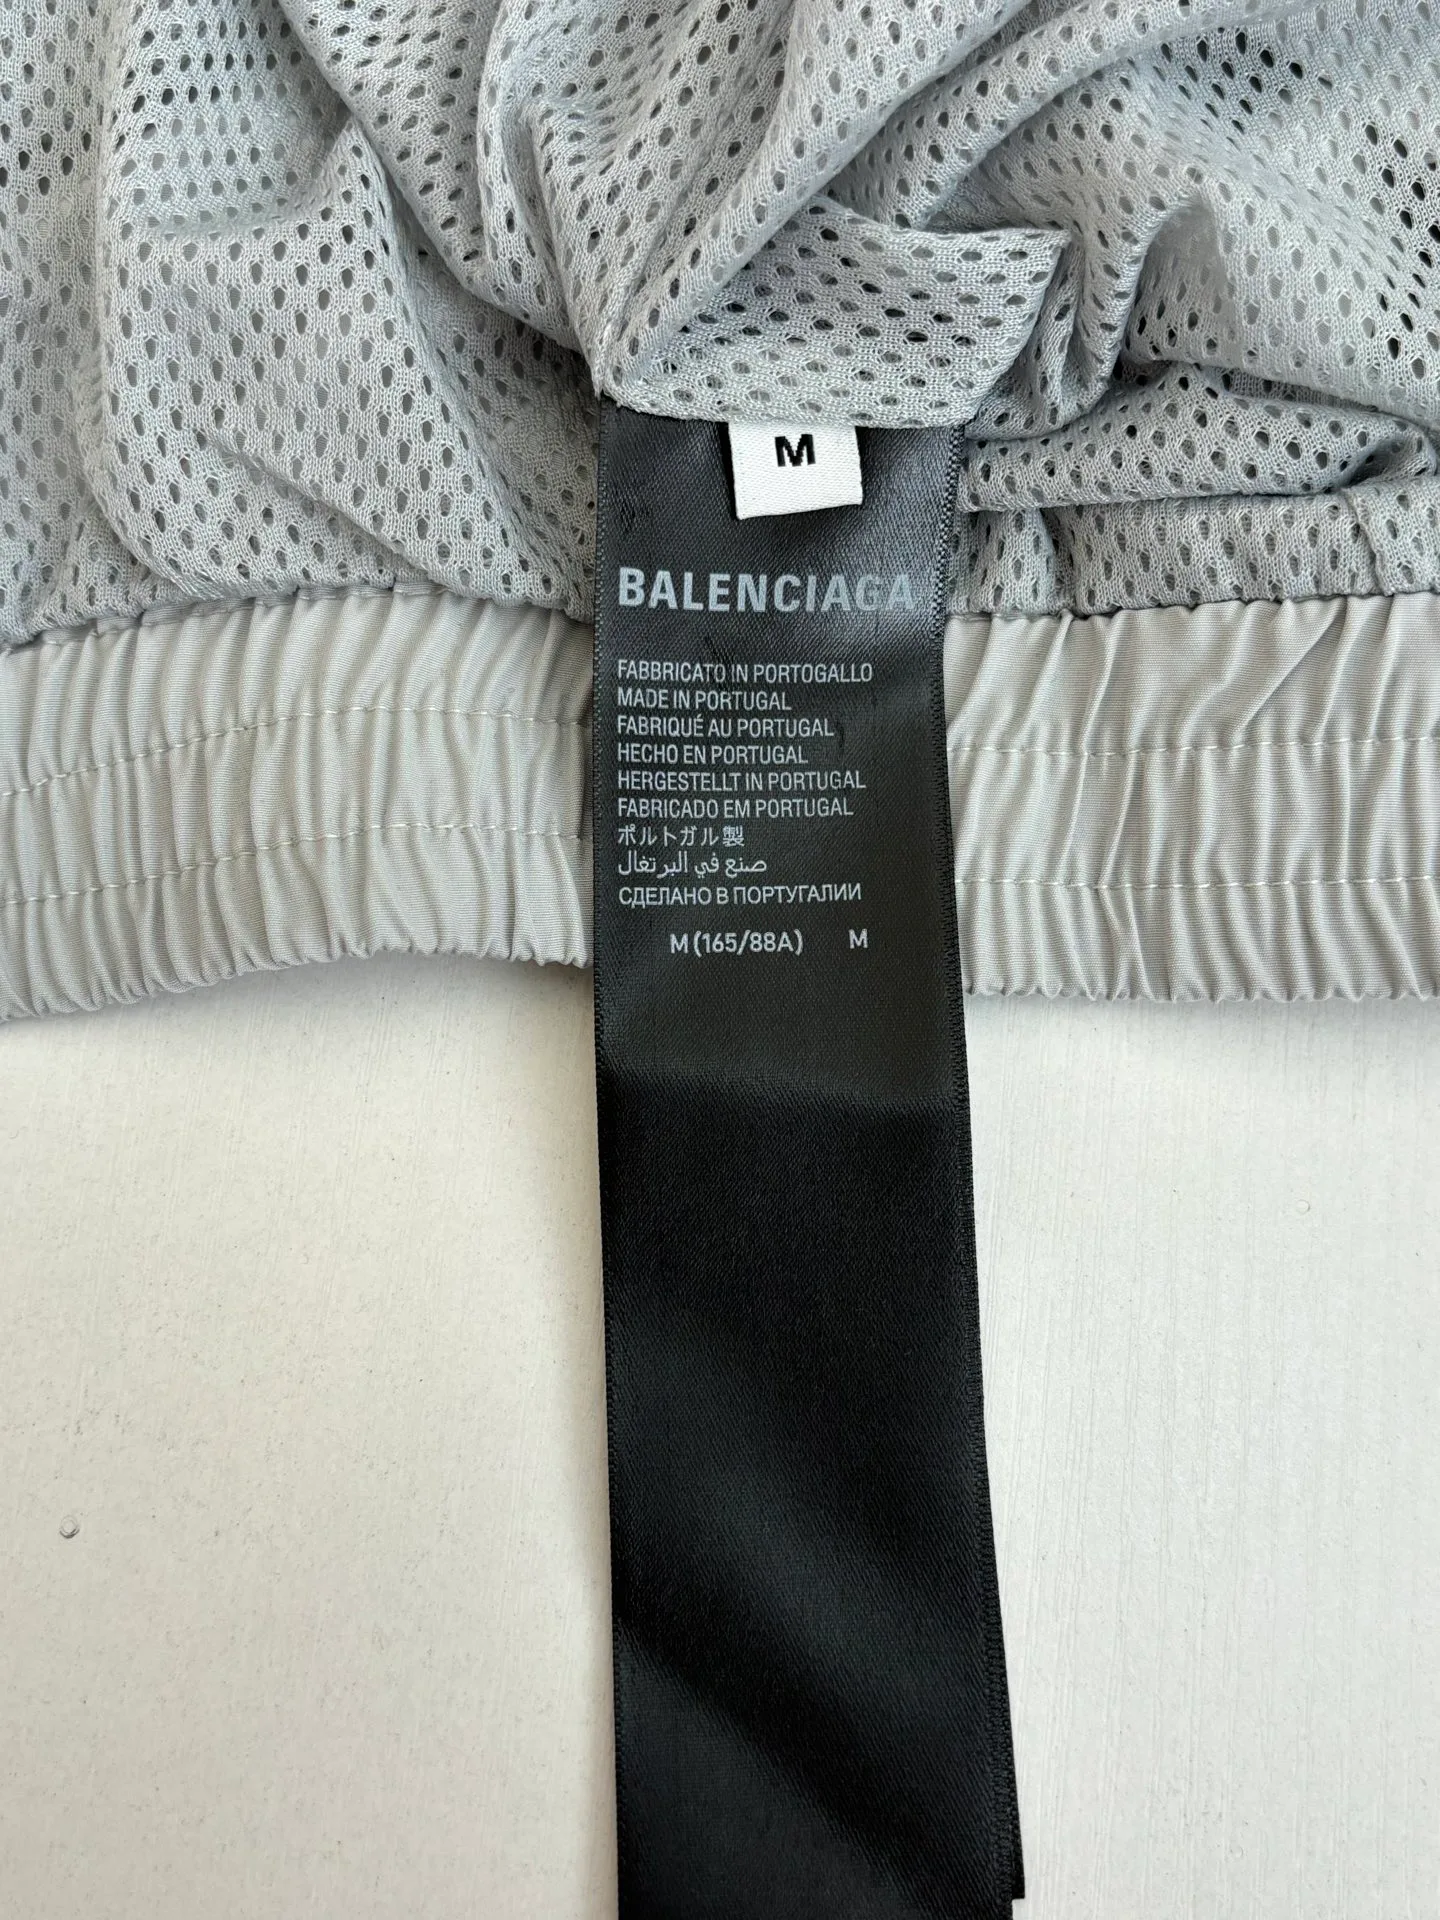 M
BALENCIAGA
FABBRICATO IN PORTOGALLO
MADE IN PORTUGAL
FABRIQUÉ AU PORTUGAL
HECHO EN PORTUGAL
HERGESTELLT IN PORTUGAL
FABRICADO EM PORTUGAL
ポルトガル製
صنع في البرتغال
СДЕЛАНО В ПОРТУГАЛИИ
M (165/88A) M